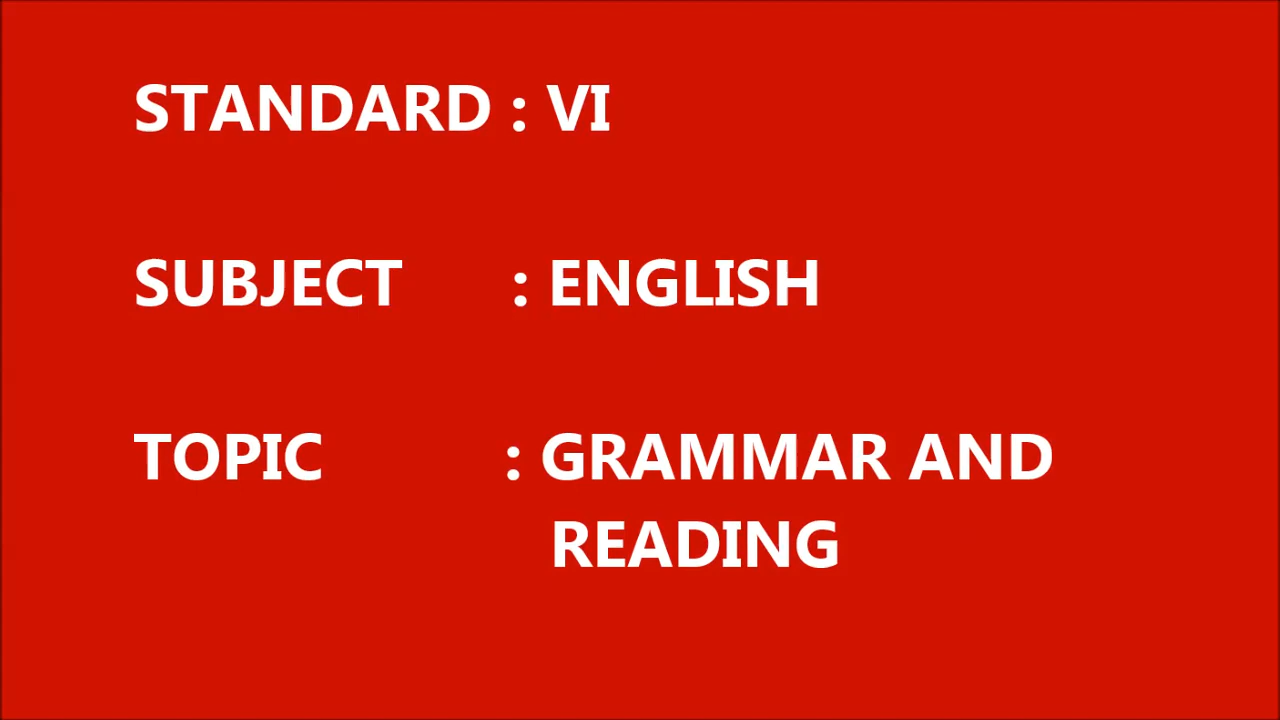 STANDARD : VI
SUBJECT : ENGLISH
TOPIC : GRAMMAR AND
READING